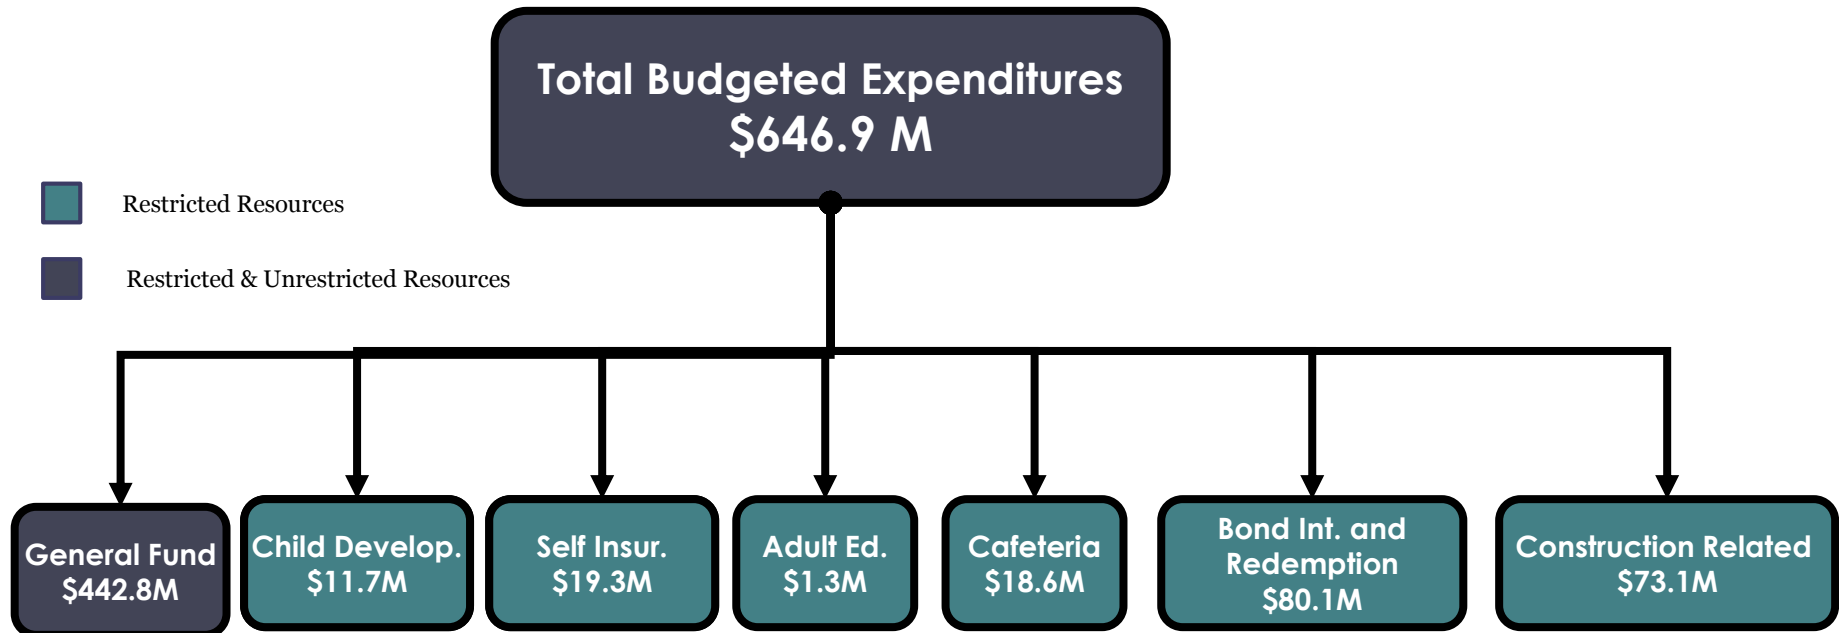 Total Budgeted Expenditures
$646.9 M
Restricted Resources
Restricted & Unrestricted Resources
General Fund
$442.8M
Child Develop.
$11.7M
Self Insur.
$19.3M
Adult Ed.
$1.3M
Cafeteria
$18.6M
Bond Int. and
Redemption
$80.1M
Construction Related
$73.1M